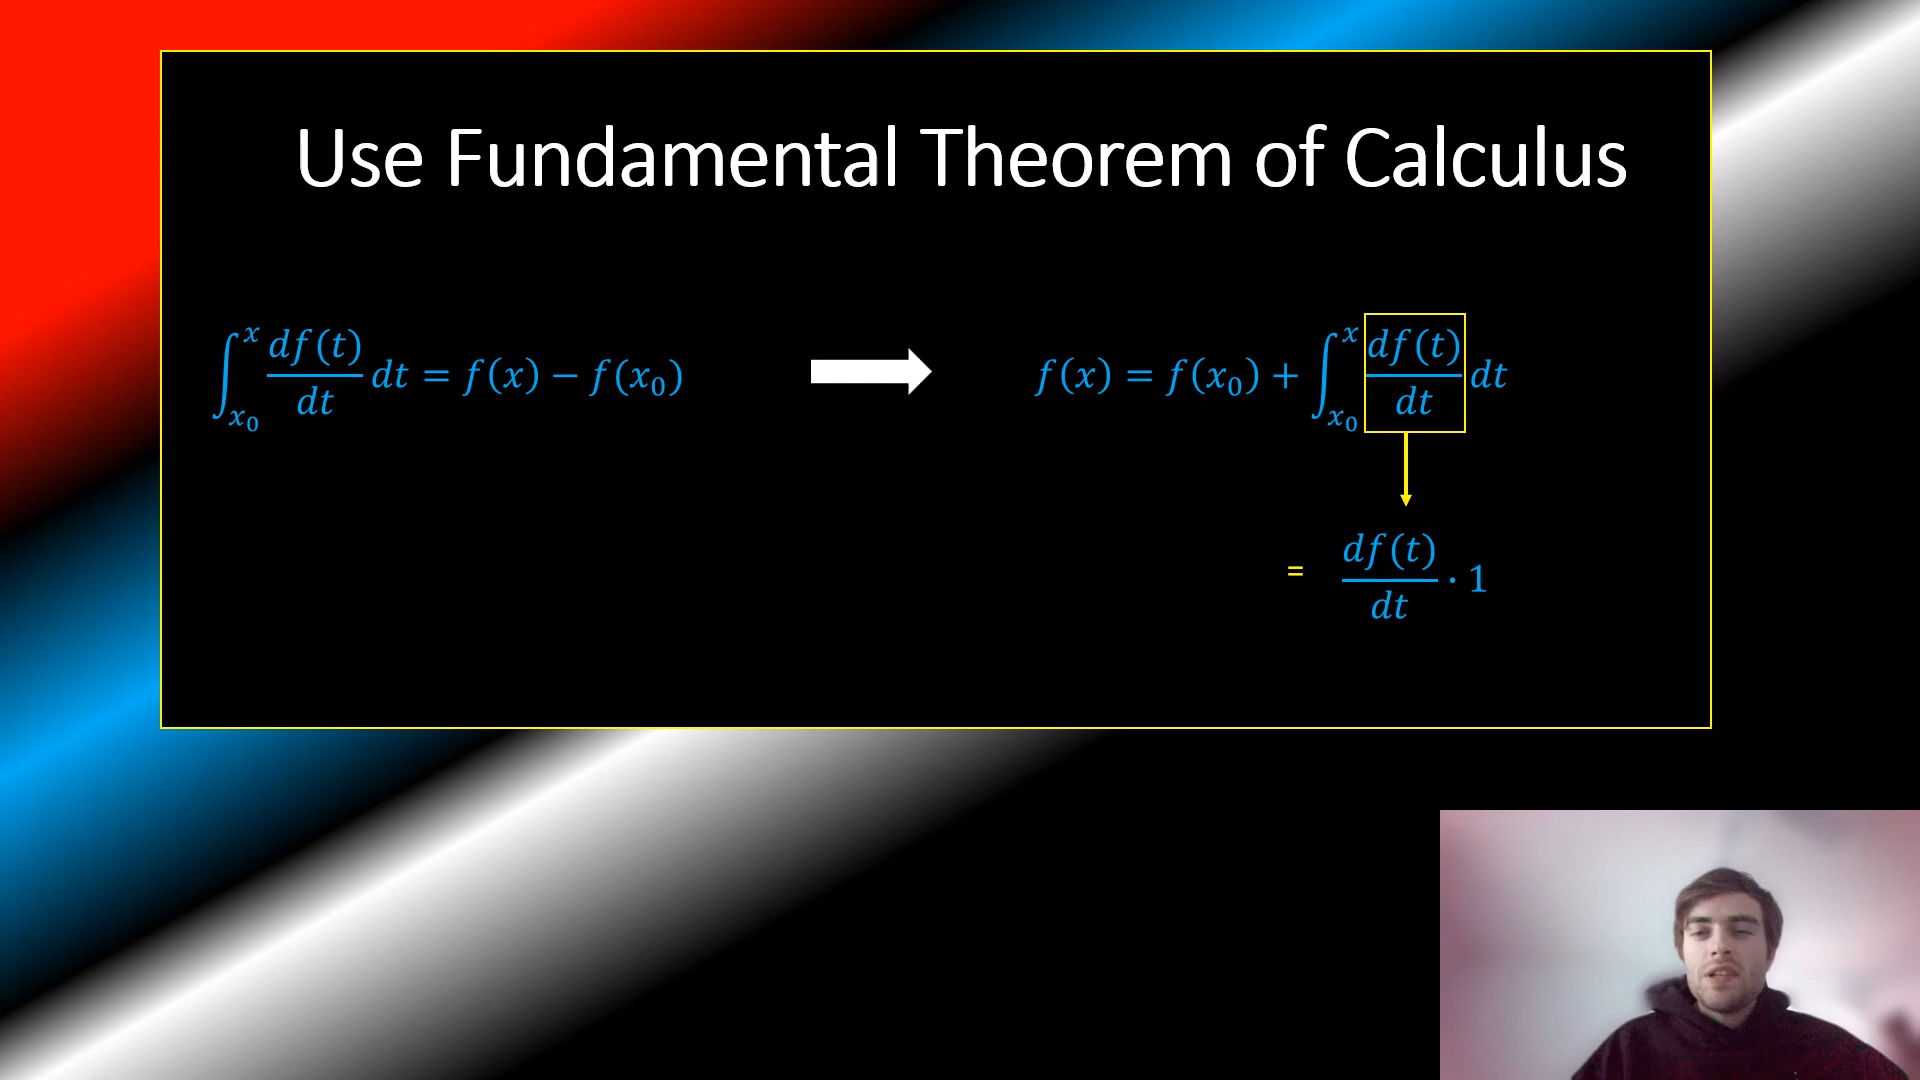 Use Fundamental Theorem of Calculus
∫_{x₀}^{x} df(t)/dt dt = f(x) − f(x₀)
f(x) = f(x₀) + ∫_{x₀}^{x} df(t)/dt dt
= df(t)/dt · 1